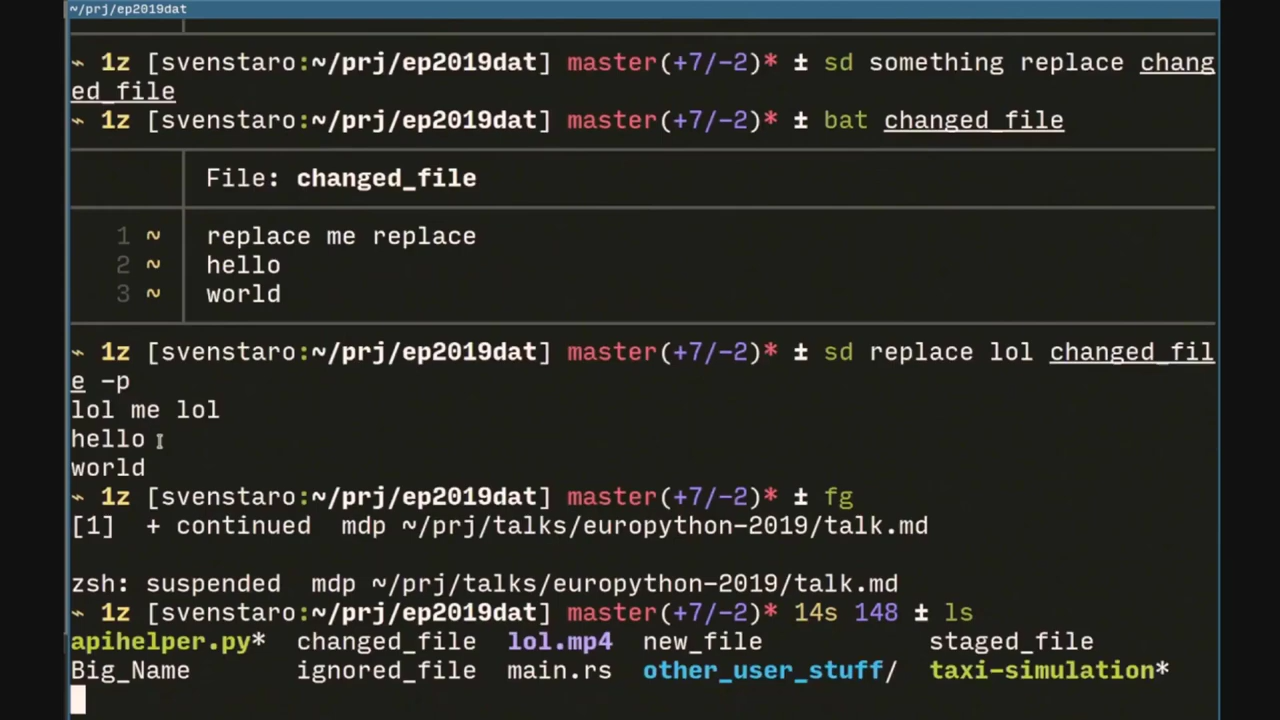 ~/prj/ep2019dat
~ 1z [svenstaro:~/prj/ep2019dat] master(+7/-2)* ± sd something replace chang
ed_file
~ 1z [svenstaro:~/prj/ep2019dat] master(+7/-2)* ± bat changed_file
File: changed_file
1 ~ replace me replace
2 ~ hello
3 ~ world
~ 1z [svenstaro:~/prj/ep2019dat] master(+7/-2)* ± sd replace lol changed_fil
e -p
lol me lol
hello
world
~ 1z [svenstaro:~/prj/ep2019dat] master(+7/-2)* ± fg
[1]  + continued  mdp ~/prj/talks/europython-2019/talk.md
zsh: suspended  mdp ~/prj/talks/europython-2019/talk.md
~ 1z [svenstaro:~/prj/ep2019dat] master(+7/-2)* 14s 148 ± ls
apihelper.py*  changed_file  lol.mp4  new_file  staged_file
Big_Name  ignored_file  main.rs  other_user_stuff/  taxi-simulation*